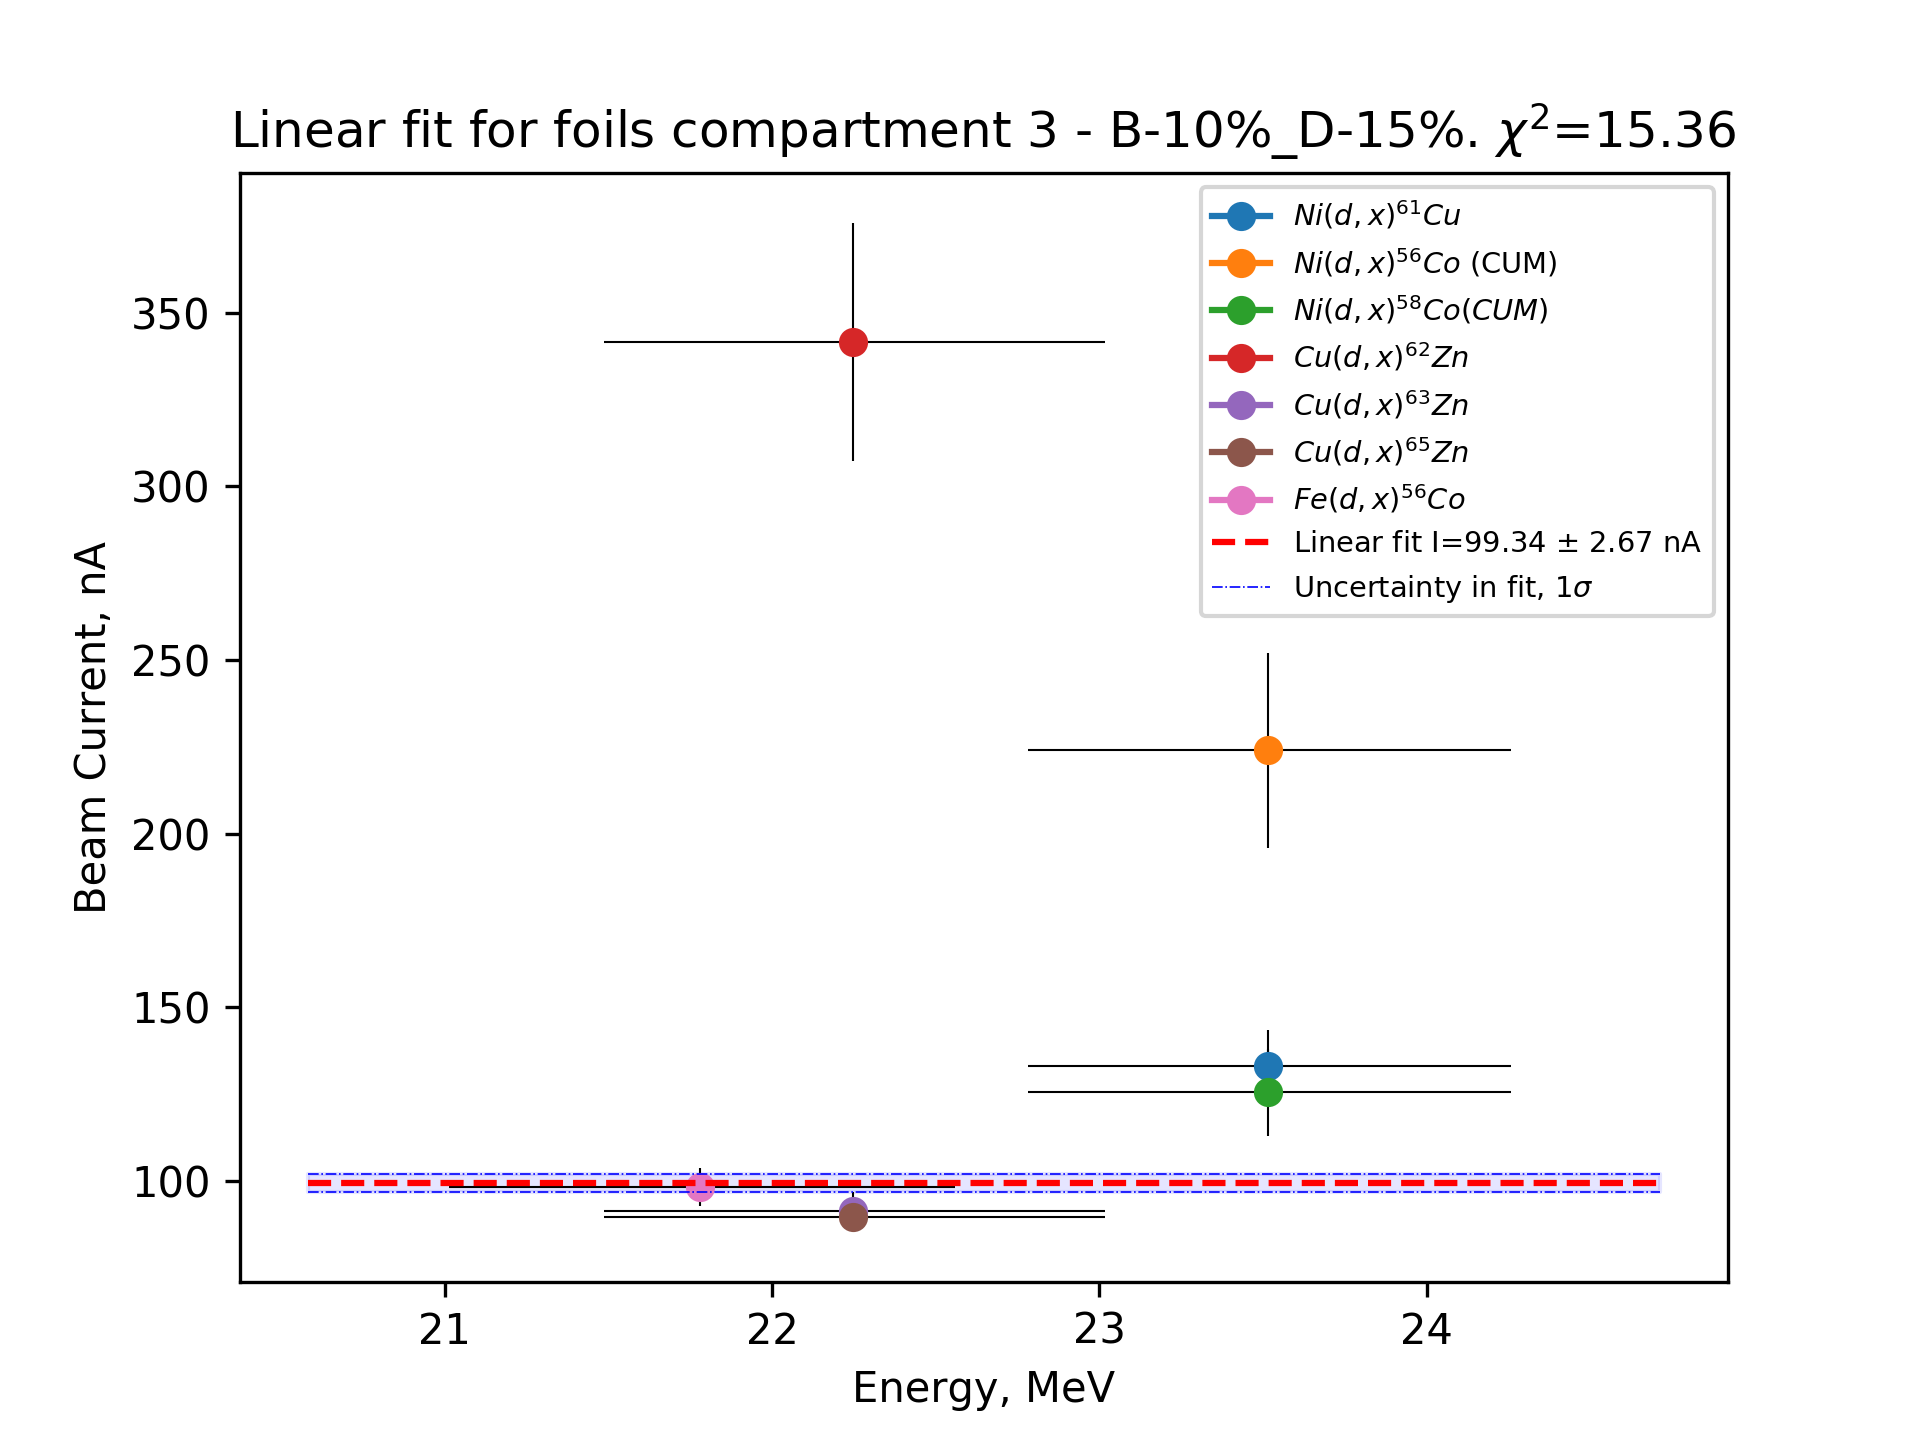 Linear fit for foils compartment 3 - B-10%_D-15%. χ²=15.36
Ni(d, x)⁶¹Cu
Ni(d, x)⁵⁶Co (CUM)
Ni(d, x)⁵⁸Co(CUM)
Cu(d, x)⁶²Zn
Cu(d, x)⁶³Zn
Cu(d, x)⁶⁵Zn
Fe(d, x)⁵⁶Co
Linear fit I=99.34 ± 2.67 nA
Uncertainty in fit, 1σ
Beam Current, nA
350
300
250
200
150
100
21 22 23 24
Energy, MeV